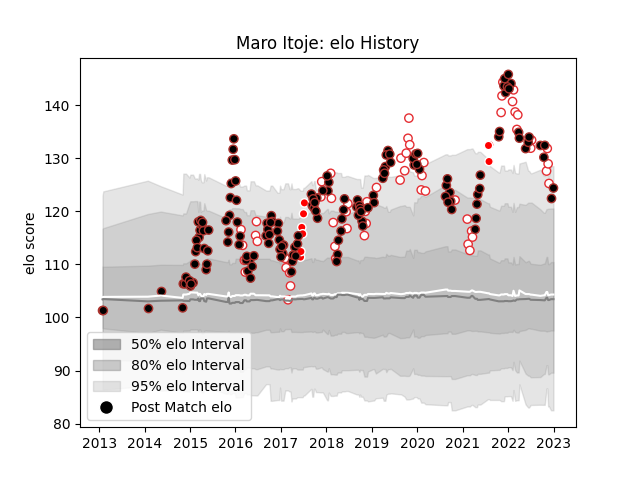 Maro Itoje: elo History
elo score
140
130
120
110
100
90
80
50% elo Interval
80% elo Interval
95% elo Interval
Post Match elo
2013 2014 2015 2016 2017 2018 2019 2020 2021 2022 2023